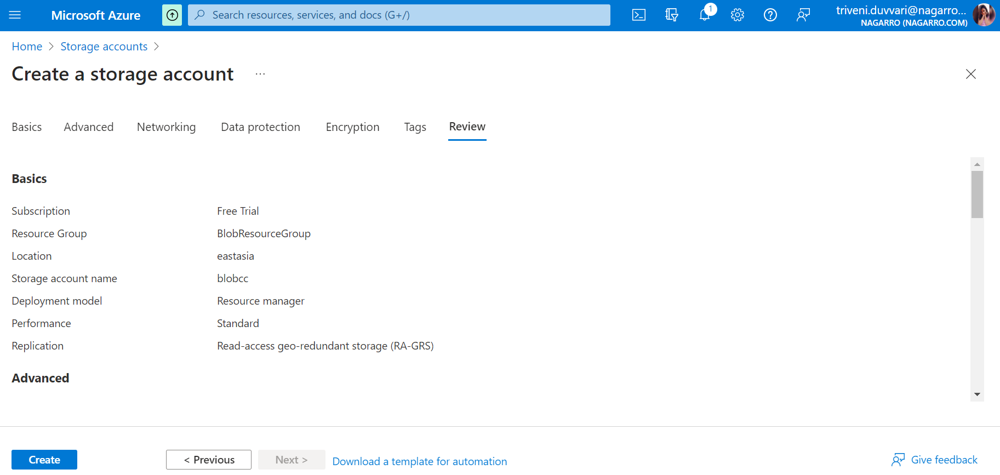 Microsoft Azure
Search resources, services, and docs (G+/)
1
triveni.duvvari@nagarro...
NAGARRO (NAGARRO.COM)
Home > Storage accounts >
Create a storage account ...
Basics Advanced Networking Data protection Encryption Tags Review
Basics
Subscription Free Trial
Resource Group BlobResourceGroup
Location eastasia
Storage account name blobcc
Deployment model Resource manager
Performance Standard
Replication Read-access geo-redundant storage (RA-GRS)
Advanced
Create < Previous Next > Download a template for automation Give feedback